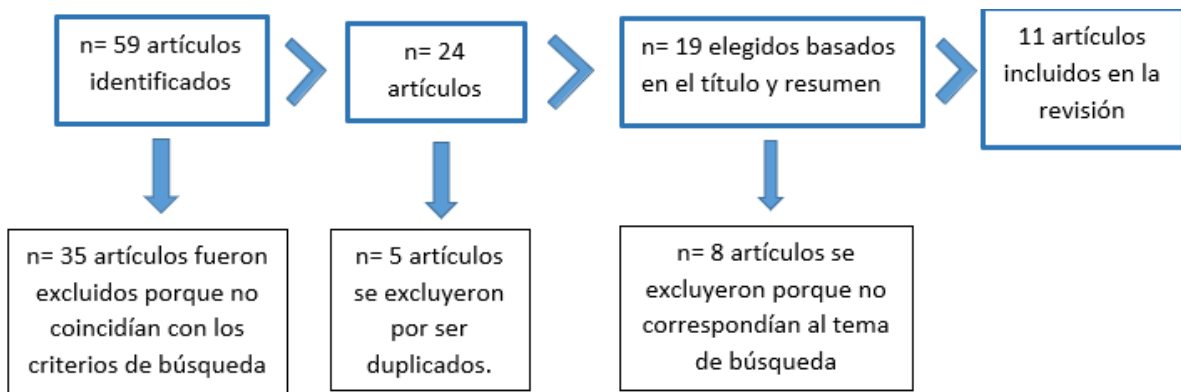 n= 59 artículos
identificados
n= 24
artículos
n= 19 elegidos basados
en el título y resumen
11 artículos
incluidos en la
revisión
n= 35 artículos fueron
excluidos porque no
coincidían con los
criterios de búsqueda
n= 5 artículos
se excluyeron
por ser
duplicados.
n= 8 artículos se
excluyeron porque no
correspondían al tema
de búsqueda